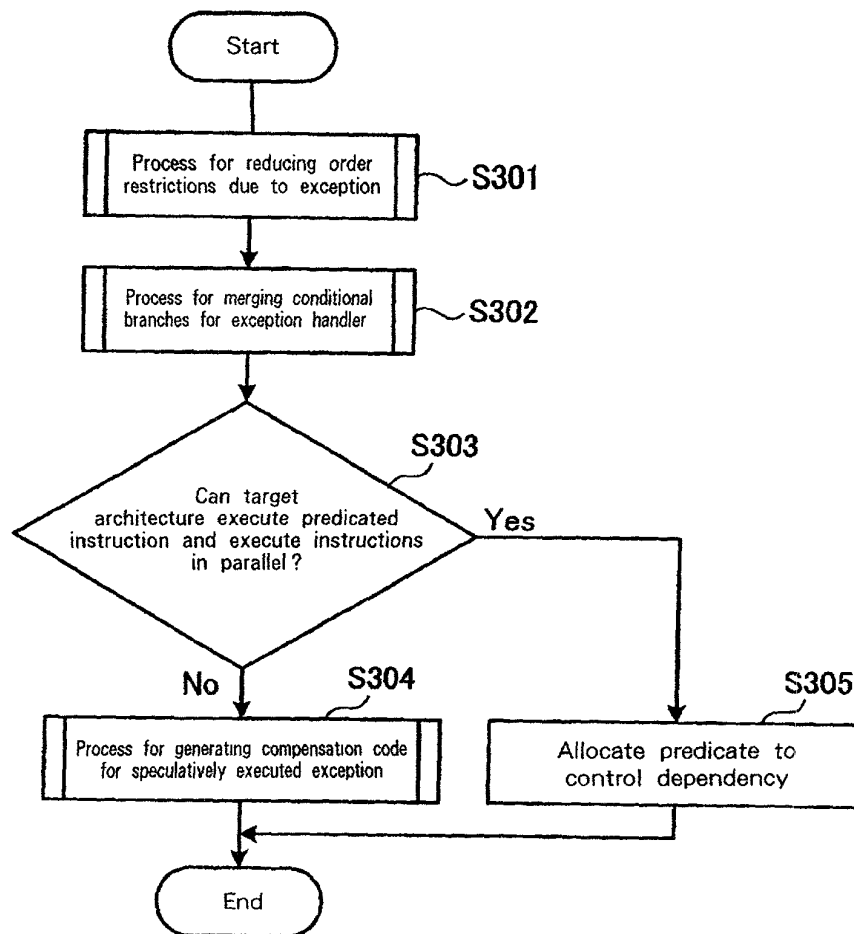 Start
Process for reducing order
restrictions due to exception
S301
Process for merging conditional
branches for exception handler
S302
S303
Can target
architecture execute predicated
instruction and execute instructions
in parallel?
Yes
No
S304
Process for generating compensation code
for speculatively executed exception
S305
Allocate predicate to
control dependency
End